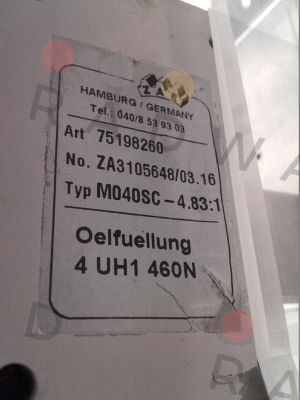 ZAE
HAMBURG / GERMANY
Tel.: 040/8 53 93 03
Art 75198260
No. ZA3105648/03.16
Typ M040SC-4.83:1
Oelfuellung
4 UH1 460N